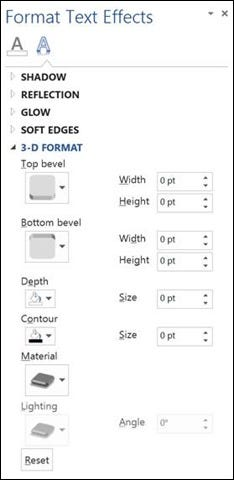 Format Text Effects
A A
SHADOW
REFLECTION
GLOW
SOFT EDGES
3-D FORMAT
Top bevel
Width 0 pt
Height 0 pt
Bottom bevel
Width 0 pt
Height 0 pt
Depth
Size 0 pt
Contour
Size 0 pt
Material
Lighting
Angle 0°
Reset